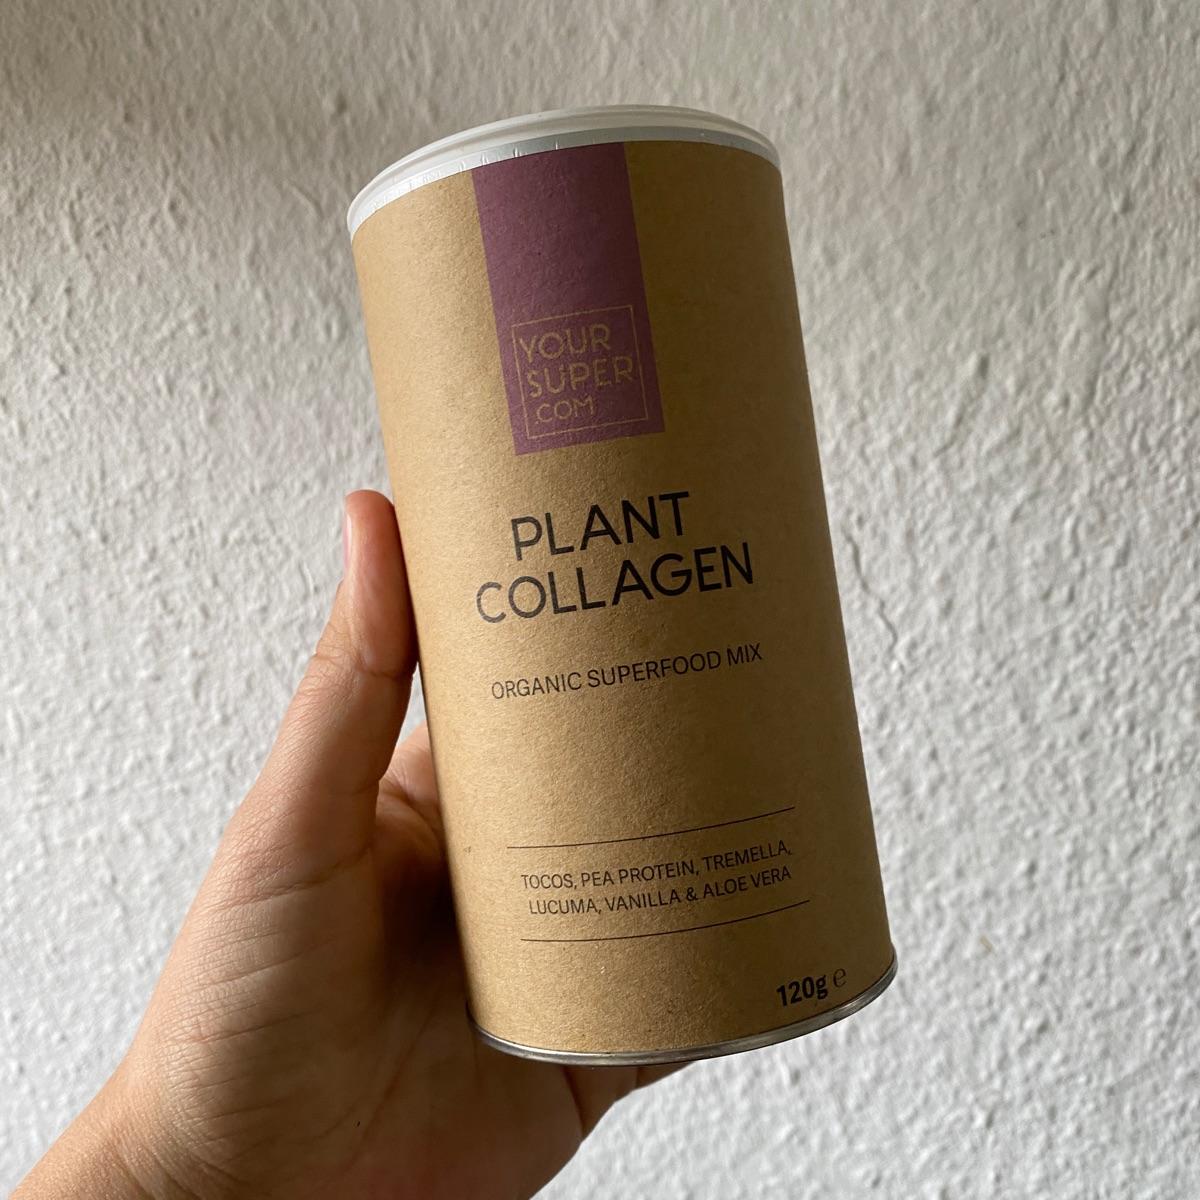 YOUR
SUPER
.COM
PLANT
COLLAGEN
ORGANIC SUPERFOOD MIX
TOCOS, PEA PROTEIN, TREMELLA,
LUCUMA, VANILLA & ALOE VERA
120g ℮